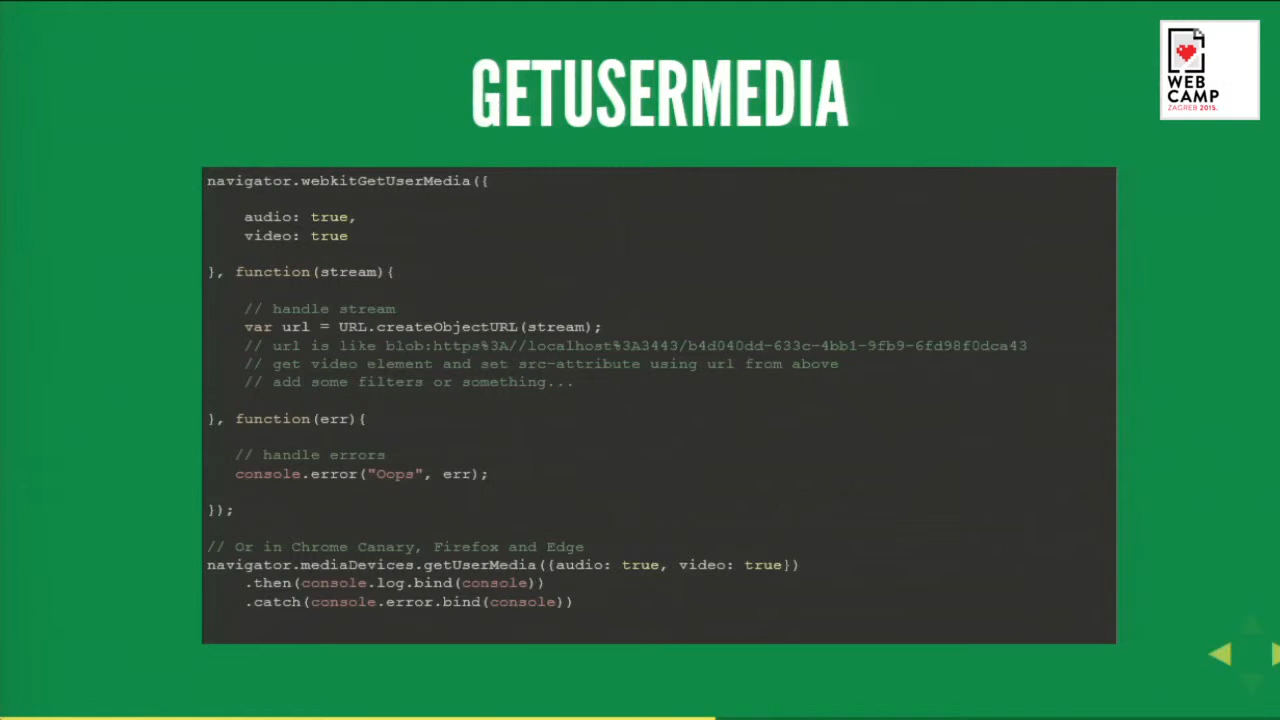 GETUSERMEDIA
WEB
CAMP
ZAGREB 2015.
navigator.webkitGetUserMedia({
audio: true,
video: true
}, function(stream){
// handle stream
var url = URL.createObjectURL(stream);
// url is like blob:https%3A//localhost%3A3443/b4d040dd-633c-4bb1-9fb9-6fd98f0dca43
// get video element and set src-attribute using url from above
// add some filters or something...
}, function(err){
// handle errors
console.error("Oops", err);
});
// Or in Chrome Canary, Firefox and Edge
navigator.mediaDevices.getUserMedia({audio: true, video: true})
.then(console.log.bind(console))
.catch(console.error.bind(console))